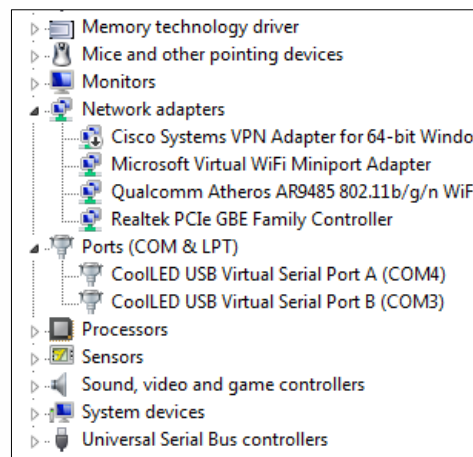 Memory technology driver
Mice and other pointing devices
Monitors
Network adapters
Cisco Systems VPN Adapter for 64-bit Windo
Microsoft Virtual WiFi Miniport Adapter
Qualcomm Atheros AR9485 802.11b/g/n WiF
Realtek PCIe GBE Family Controller
Ports (COM & LPT)
CoolLED USB Virtual Serial Port A (COM4)
CoolLED USB Virtual Serial Port B (COM3)
Processors
Sensors
Sound, video and game controllers
System devices
Universal Serial Bus controllers